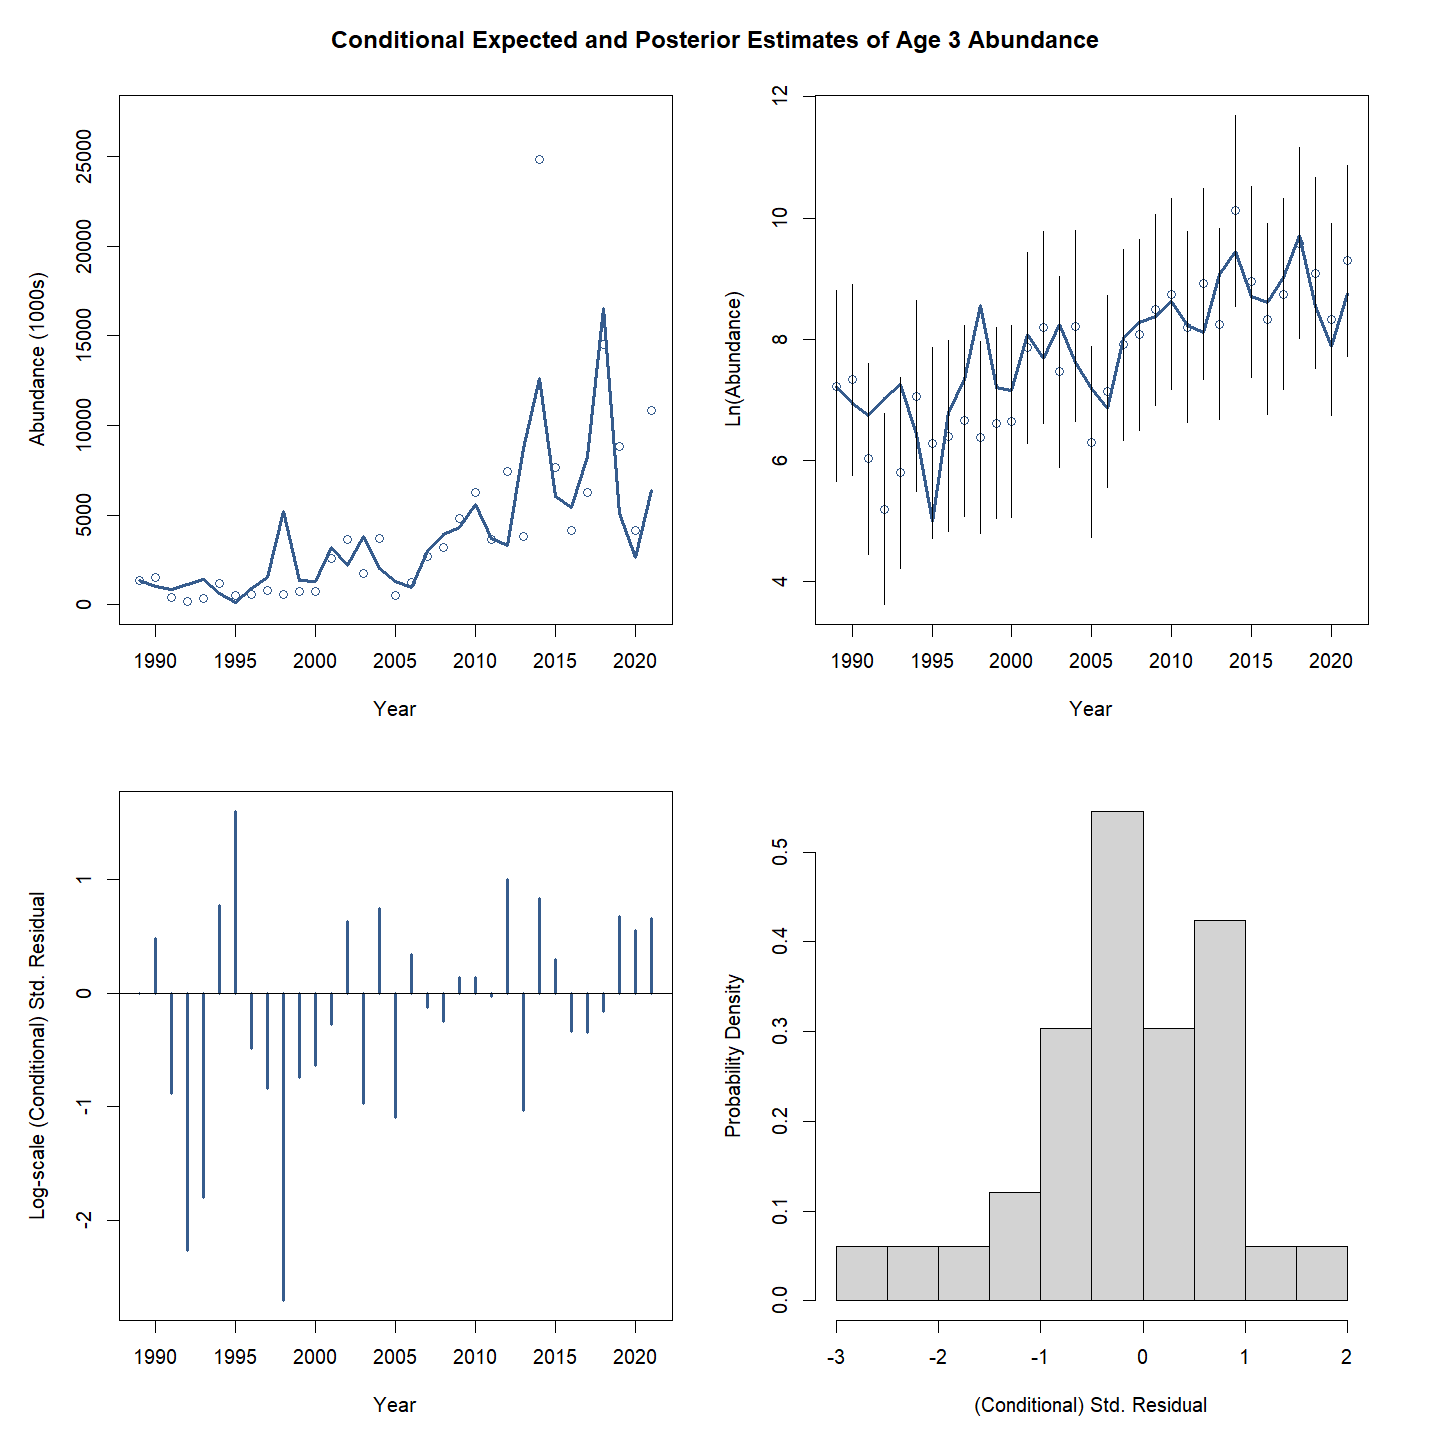 Conditional Expected and Posterior Estimates of Age 3 Abundance
Abundance (1000s)
25000
20000
15000
10000
5000
0
1990 1995 2000 2005 2010 2015 2020
Year
Ln(Abundance)
12
10
8
6
4
1990 1995 2000 2005 2010 2015 2020
Year
Log-scale (Conditional) Std. Residual
1
0
-1
-2
1990 1995 2000 2005 2010 2015 2020
Year
Probability Density
0.5
0.4
0.3
0.2
0.1
0.0
-3 -2 -1 0 1 2
(Conditional) Std. Residual